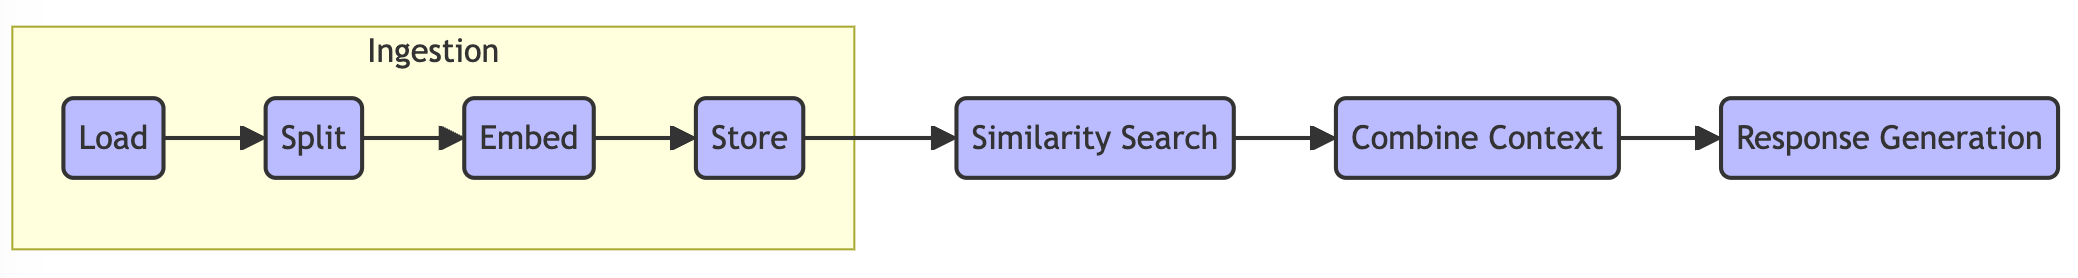 Ingestion
Load
Split
Embed
Store
Similarity Search
Combine Context
Response Generation